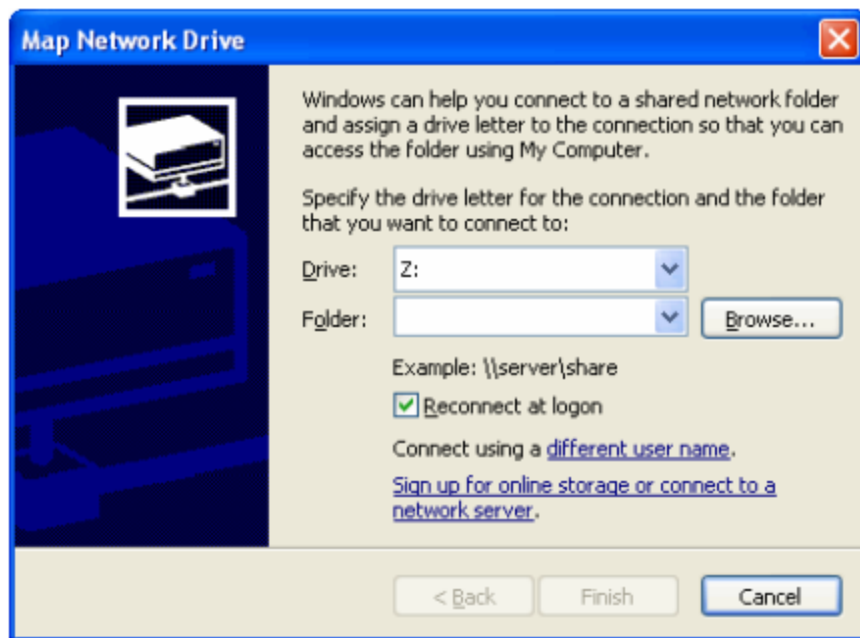 Map Network Drive
Windows can help you connect to a shared network folder
and assign a drive letter to the connection so that you can
access the folder using My Computer.
Specify the drive letter for the connection and the folder
that you want to connect to:
Drive: Z:
Folder: Browse...
Example: \\server\share
Reconnect at logon
Connect using a different user name.
Sign up for online storage or connect to a
network server.
< Back Finish Cancel